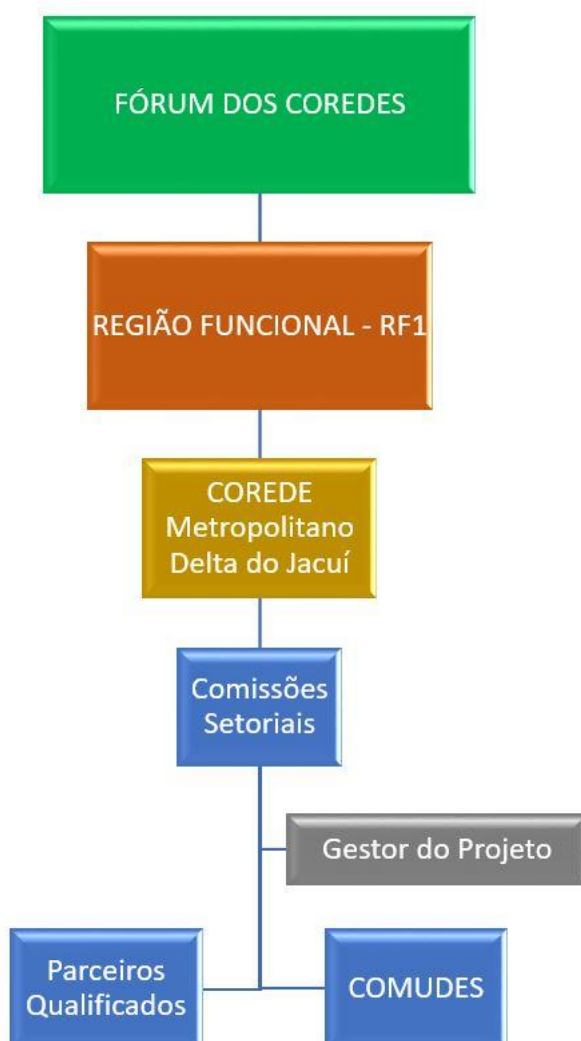 FÓRUM DOS COREDES
REGIÃO FUNCIONAL - RF1
COREDE
Metropolitano
Delta do Jacuí
Comissões
Setoriais
Gestor do Projeto
Parceiros
Qualificados
COMUDES